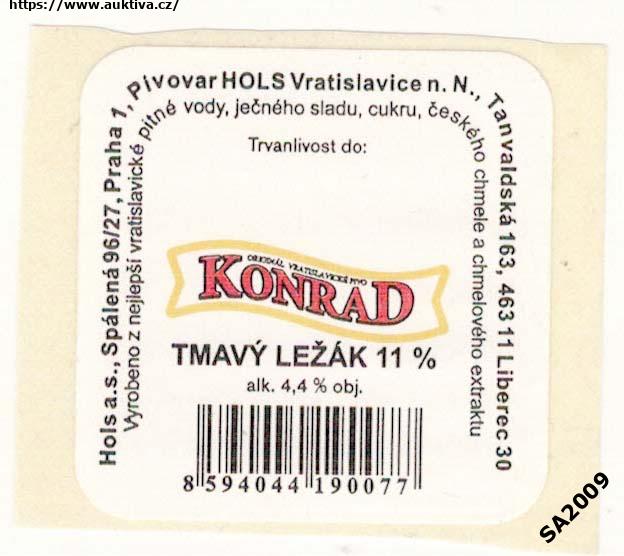 https://www.auktiva.cz/
Hols a.s., Spálená 96/27, Praha 1, Pivovar HOLS Vratislavice n. N., Tanvaldská 163, 463 11 Liberec 30
Vyrobeno z nejlepší vratislavické pitné vody, ječného sladu, cukru, českého chmele a chmelového extraktu
Trvanlivost do:
ORIGINÁL VRATISLAVICKÉ PIVO
KONRAD
TMAVÝ LEŽÁK 11 %
alk. 4,4 % obj.
8 594044 190077
SA2009